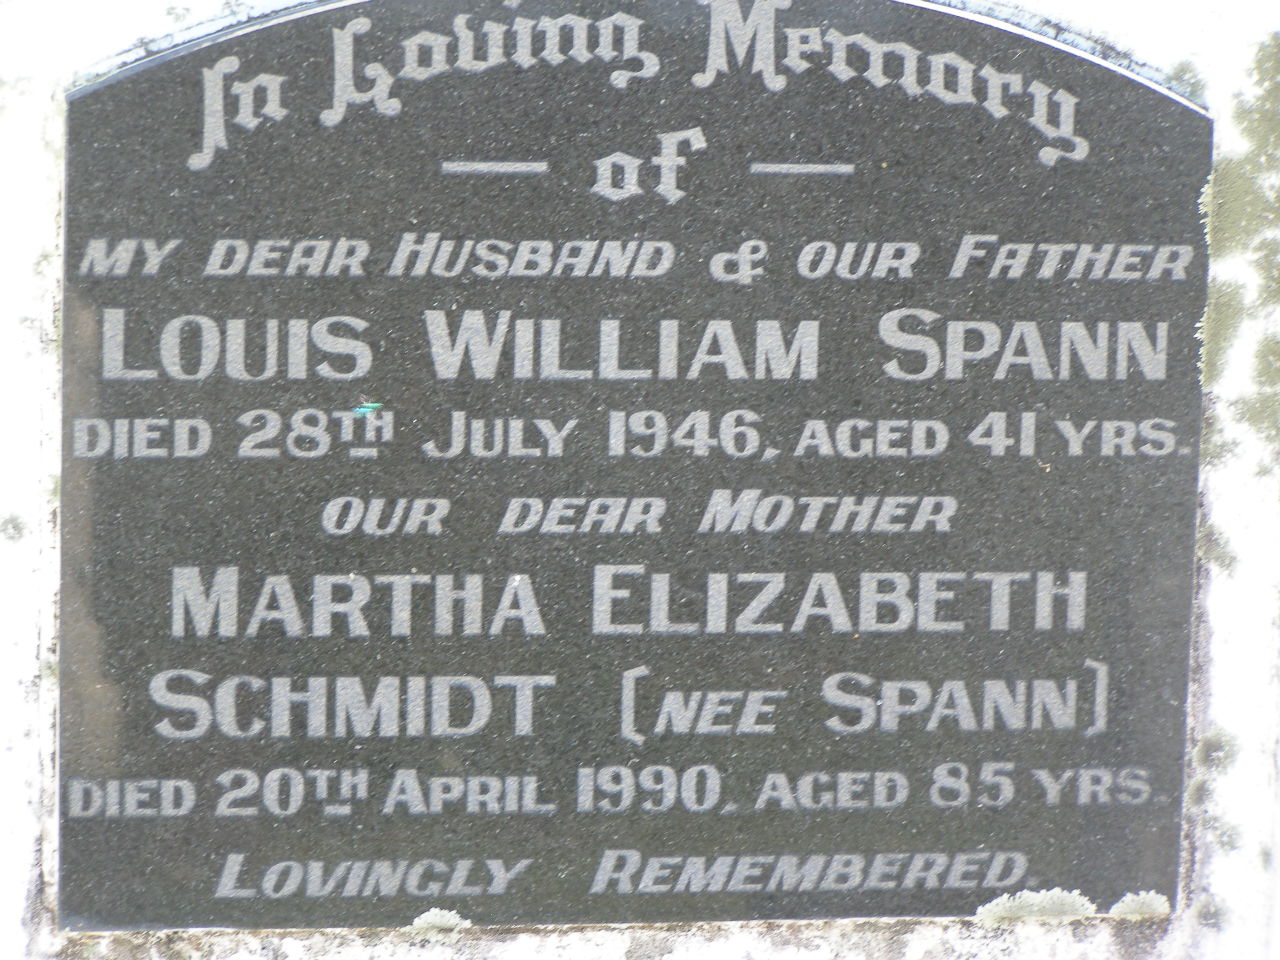 In Loving Memory
— of —
MY DEAR HUSBAND & OUR FATHER
LOUIS WILLIAM SPANN
DIED 28TH JULY 1946, AGED 41 YRS.
OUR DEAR MOTHER
MARTHA ELIZABETH
SCHMIDT (NEE SPANN)
DIED 20TH APRIL 1990, AGED 85 YRS.
LOVINGLY REMEMBERED.